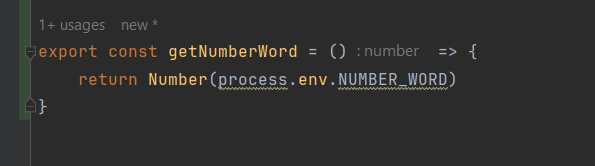 1+ usages new *
export const getNumberWord = () : number => {
return Number(process.env.NUMBER_WORD)
}